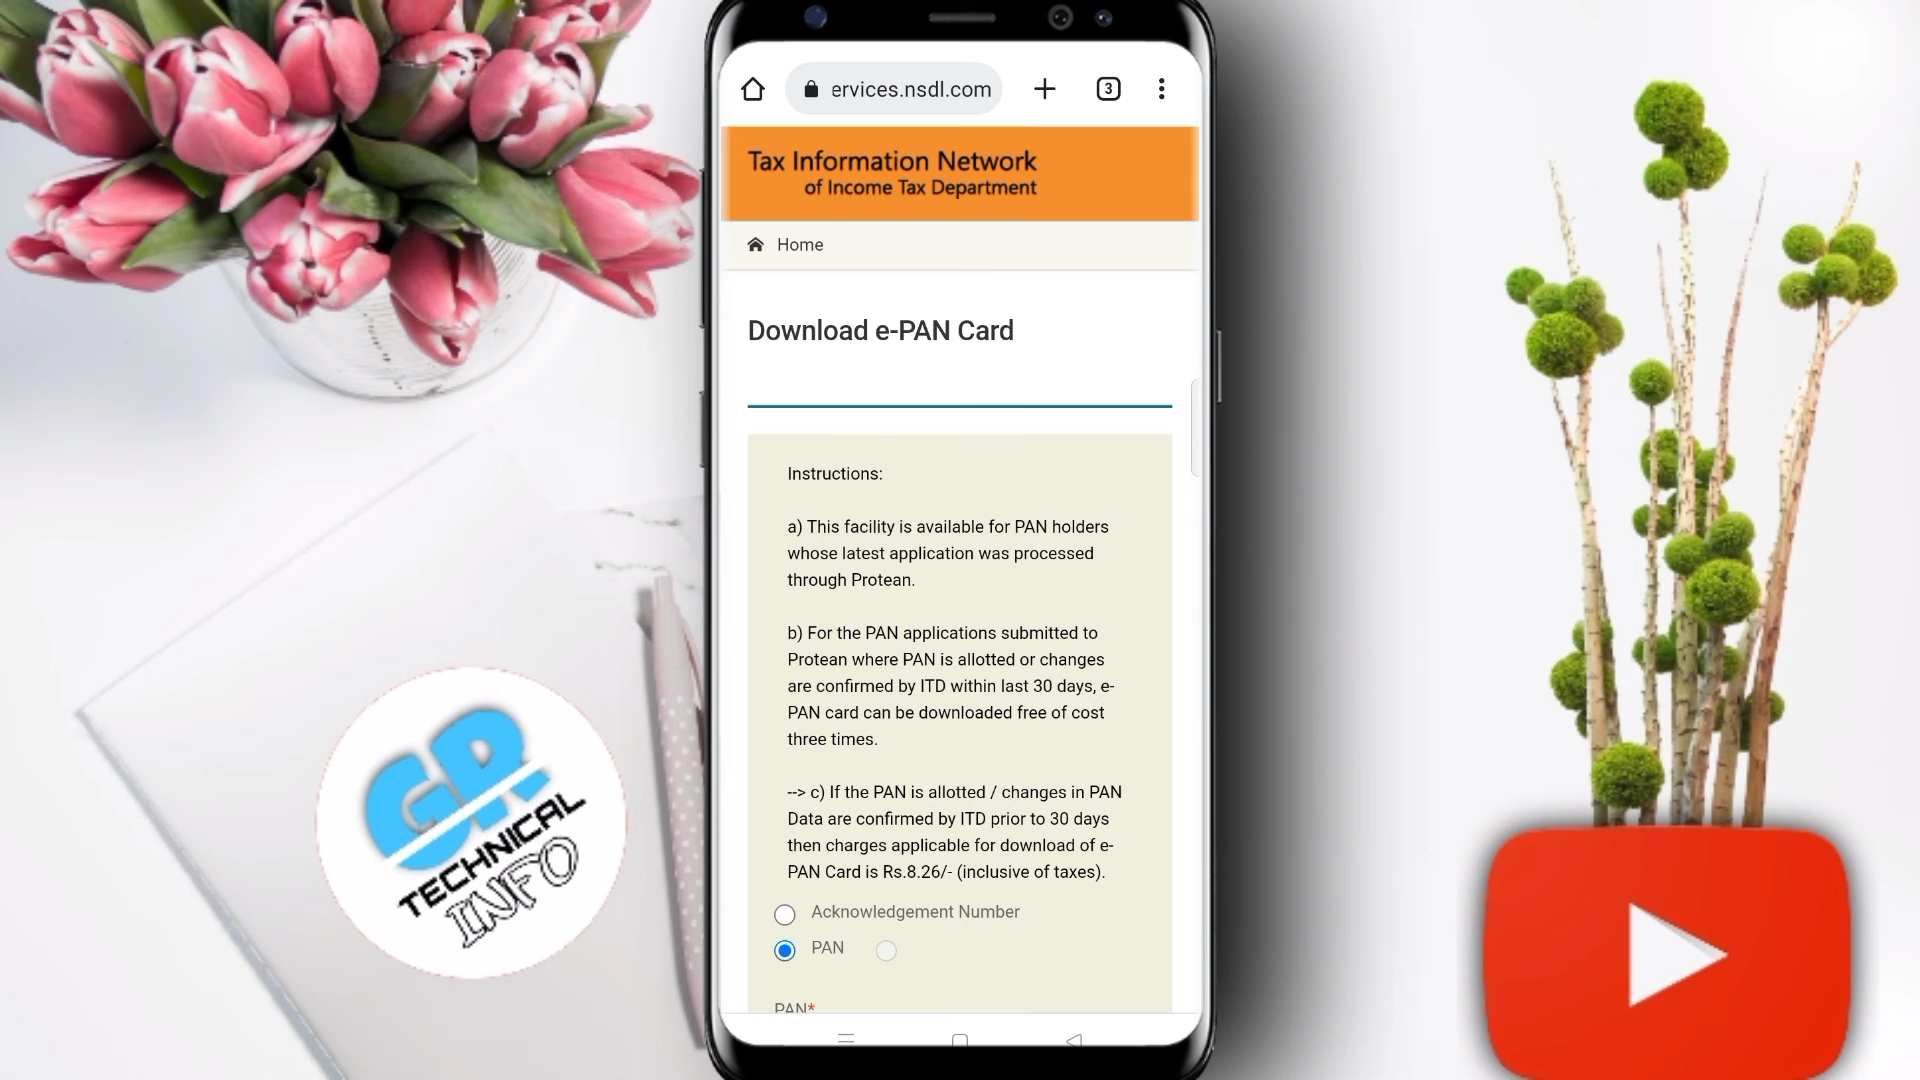 ervices.nsdl.com
3
Tax Information Network
of Income Tax Department
Home
Download e-PAN Card
Instructions:
a) This facility is available for PAN holders
whose latest application was processed
through Protean.
b) For the PAN applications submitted to
Protean where PAN is allotted or changes
are confirmed by ITD within last 30 days, e-
PAN card can be downloaded free of cost
three times.
--> c) If the PAN is allotted / changes in PAN
Data are confirmed by ITD prior to 30 days
then charges applicable for download of e-
PAN Card is Rs.8.26/- (inclusive of taxes).
Acknowledgement Number
PAN
PAN*
GR
TECHNICAL
INFO